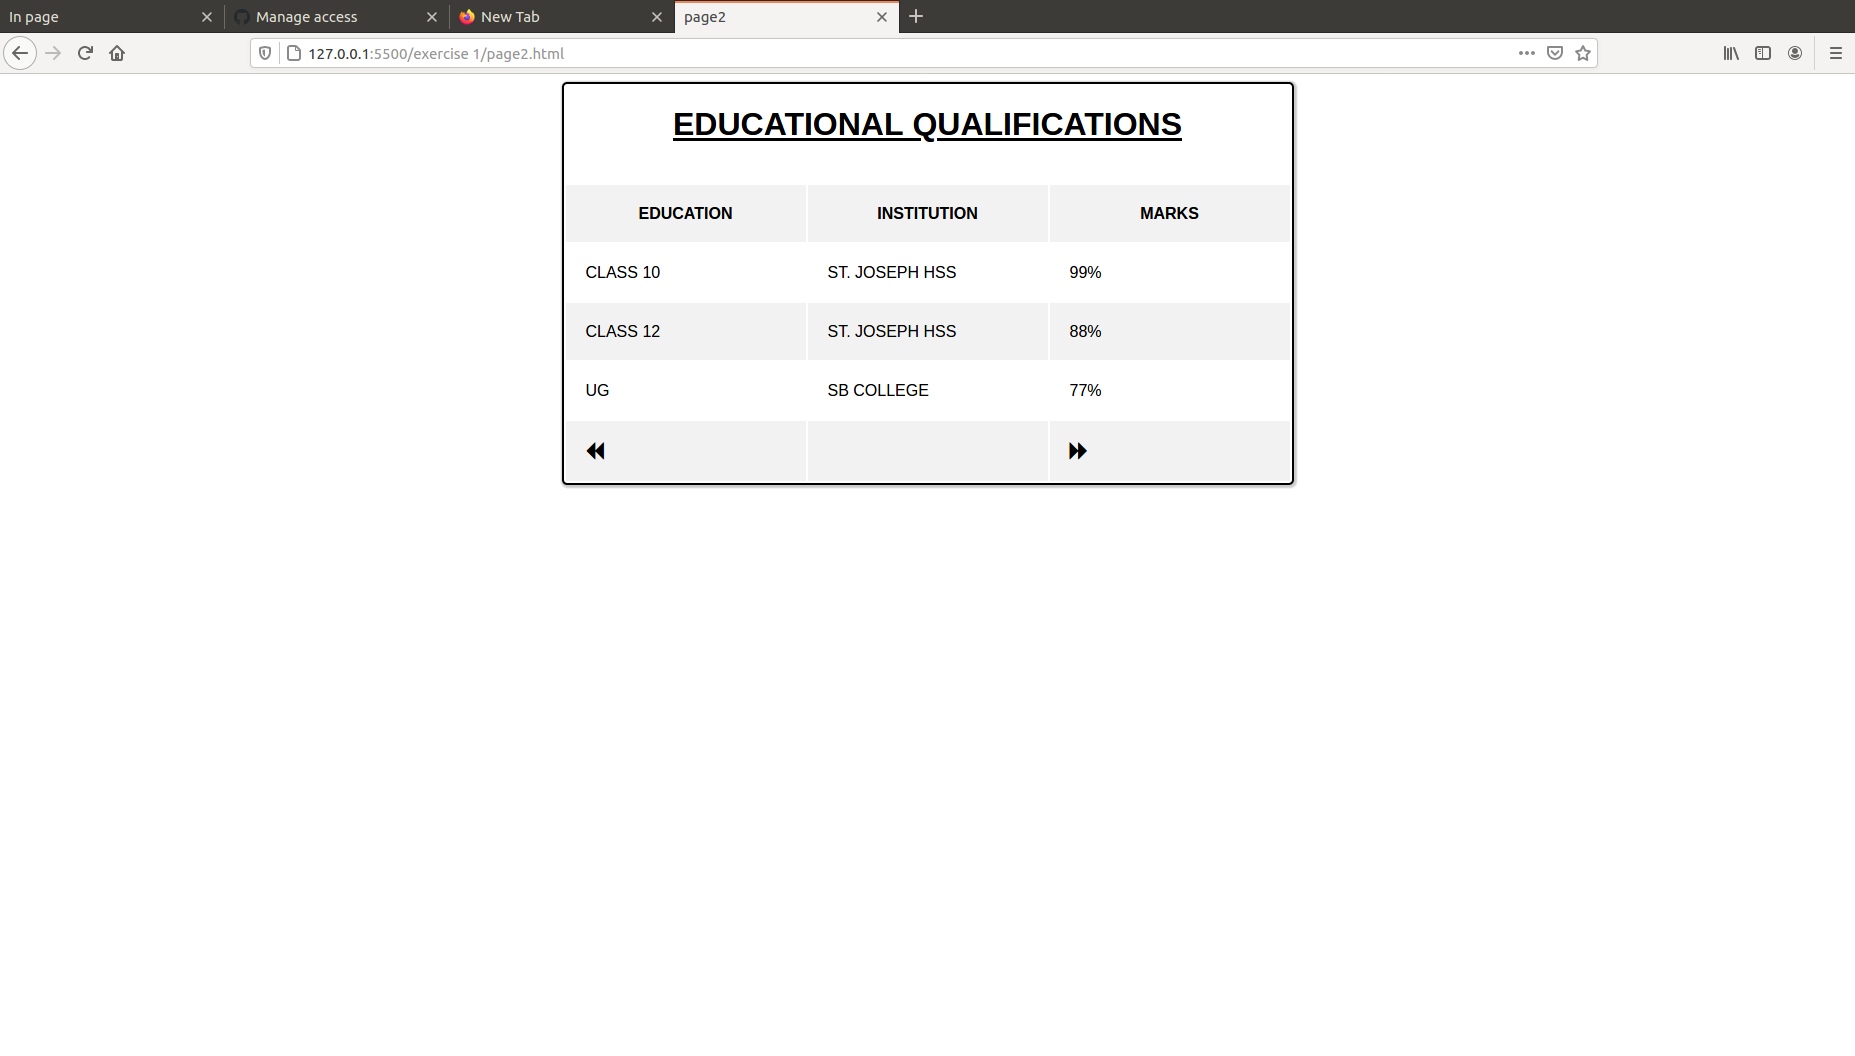 In page
Manage access
New Tab
page2
127.0.0.1:5500/exercise 1/page2.html
EDUCATIONAL QUALIFICATIONS
EDUCATION INSTITUTION MARKS
CLASS 10 ST. JOSEPH HSS 99%
CLASS 12 ST. JOSEPH HSS 88%
UG SB COLLEGE 77%